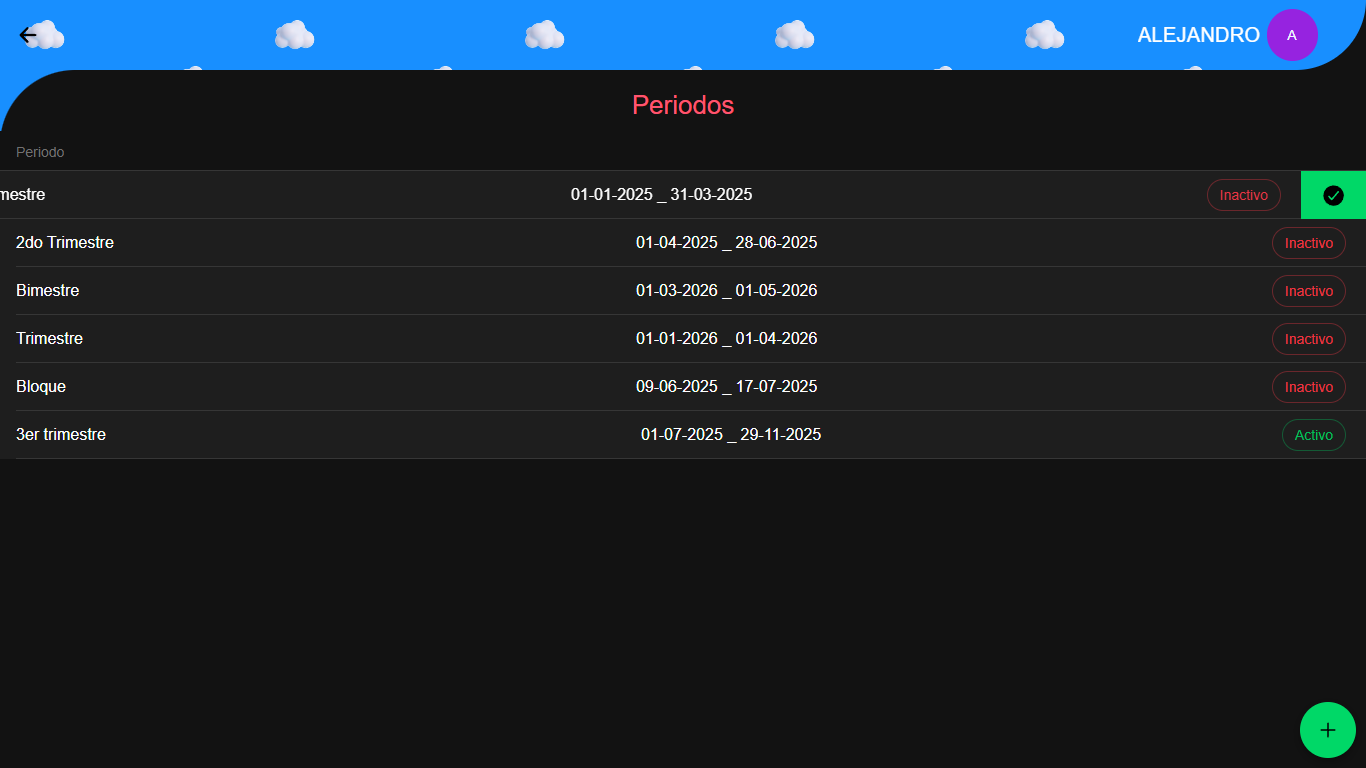 ALEJANDRO A
Periodos
Periodo
mestre 01-01-2025 _ 31-03-2025 Inactivo
2do Trimestre 01-04-2025 _ 28-06-2025 Inactivo
Bimestre 01-03-2026 _ 01-05-2026 Inactivo
Trimestre 01-01-2026 _ 01-04-2026 Inactivo
Bloque 09-06-2025 _ 17-07-2025 Inactivo
3er trimestre 01-07-2025 _ 29-11-2025 Activo